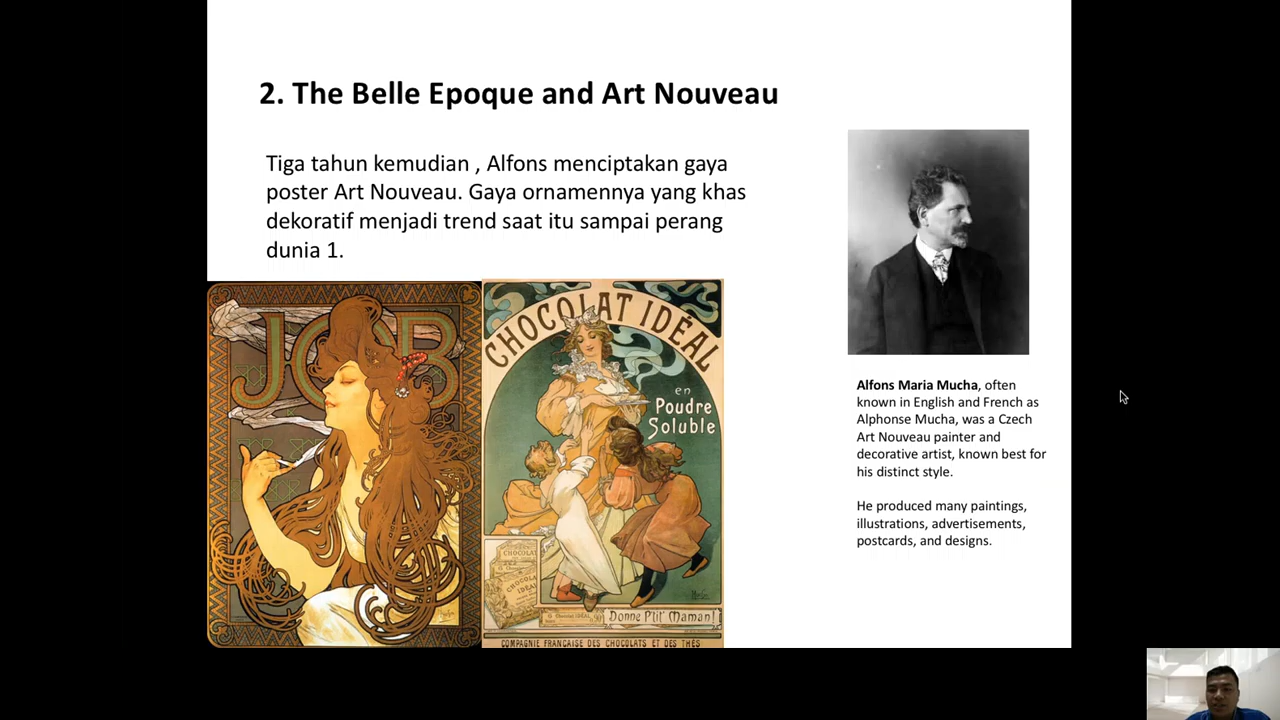 2. The Belle Epoque and Art Nouveau
Tiga tahun kemudian , Alfons menciptakan gaya
poster Art Nouveau. Gaya ornamennya yang khas
dekoratif menjadi trend saat itu sampai perang
dunia 1.
JOB
CHOCOLAT IDÉAL
en
Poudre
Soluble
CHOCOLAT
CHOCOLA
IDEAL
Donne P'tit' Maman!
COMPAGNIE FRANÇAISE DES CHOCOLATS ET DES THÉS
Alfons Maria Mucha, often
known in English and French as
Alphonse Mucha, was a Czech
Art Nouveau painter and
decorative artist, known best for
his distinct style.
He produced many paintings,
illustrations, advertisements,
postcards, and designs.